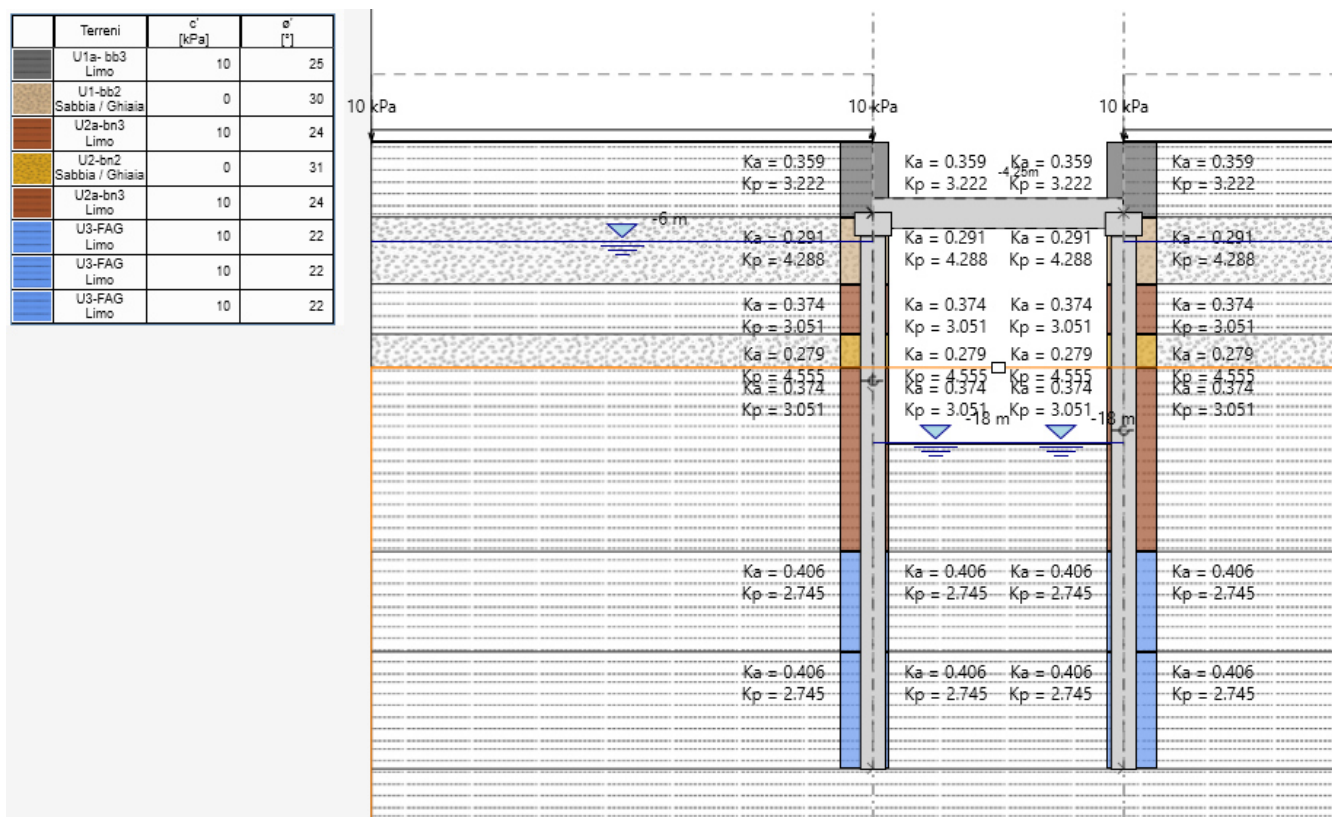 Terreni c' [kPa] ø' [°]
U1a- bb3 Limo 10 25
U1-bb2 Sabbia / Ghiaia 0 30
U2a-bn3 Limo 10 24
U2-bn2 Sabbia / Ghiaia 0 31
U2a-bn3 Limo 10 24
U3-FAG Limo 10 22
U3-FAG Limo 10 22
U3-FAG Limo 10 22
10 kPa 10 kPa 10 kPa
Ka = 0.359 Ka = 0.359 Ka = 0.359 Ka = 0.359
-4,25m
Kp = 3.222 Kp = 3.222 Kp = 3.222 Kp = 3.222
-6 m
Ka = 0.291 Ka = 0.291 Ka = 0.291 Ka = 0.291
Kp = 4.288 Kp = 4.288 Kp = 4.288 Kp = 4.288
Ka = 0.374 Ka = 0.374 Ka = 0.374 Ka = 0.374
Kp = 3.051 Kp = 3.051 Kp = 3.051 Kp = 3.051
Ka = 0.279 Ka = 0.279 Ka = 0.279 Ka = 0.279
Kp = 4.555 Kp = 4.555 Kp = 4.555 Kp = 4.555
Ka = 0.374 Ka = 0.374 Ka = 0.374 Ka = 0.374
Kp = 3.051 Kp = 3.051 Kp = 3.051 Kp = 3.051
-18 m -18 m
Ka = 0.406 Ka = 0.406 Ka = 0.406 Ka = 0.406
Kp = 2.745 Kp = 2.745 Kp = 2.745 Kp = 2.745
Ka = 0.406 Ka = 0.406 Ka = 0.406 Ka = 0.406
Kp = 2.745 Kp = 2.745 Kp = 2.745 Kp = 2.745